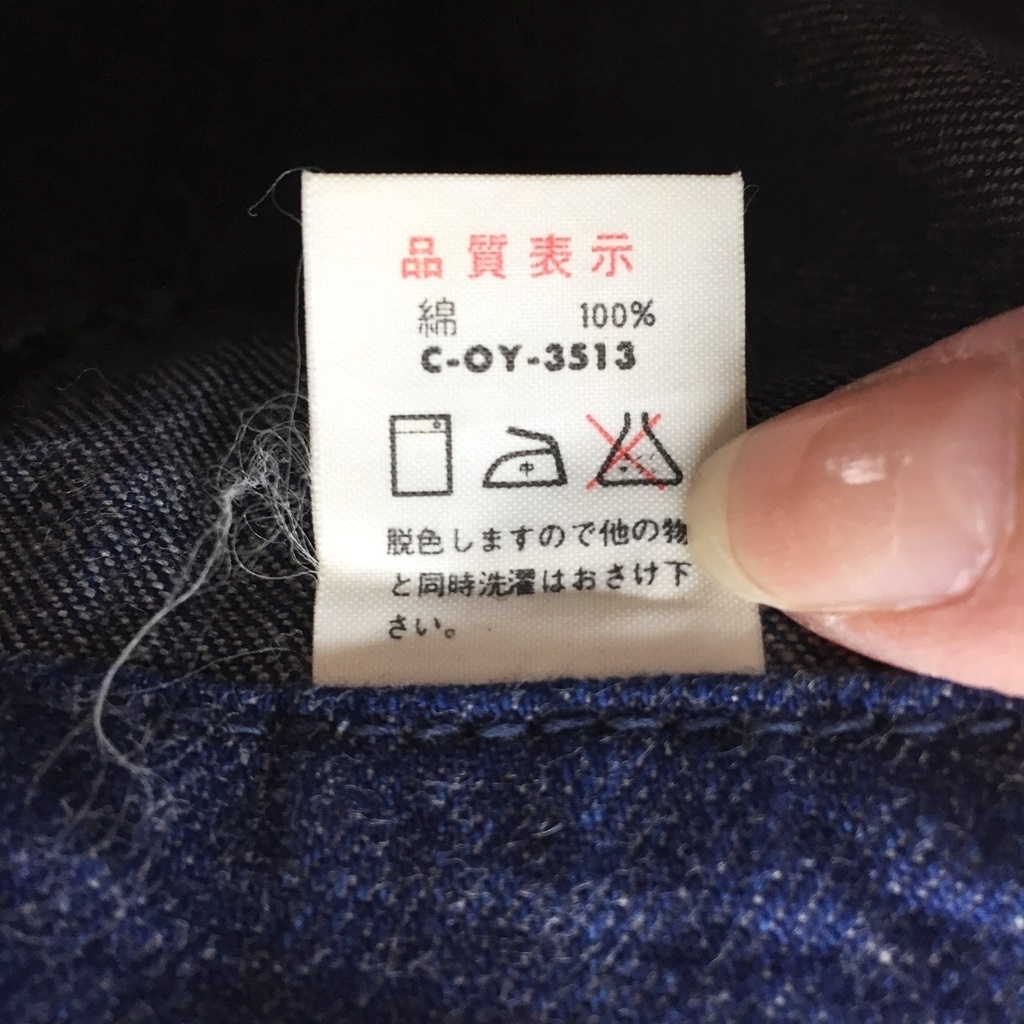 品質表示
綿 100%
C-OY-3513
脱色しますので他の物
と同時洗濯はおさけ下
さい。